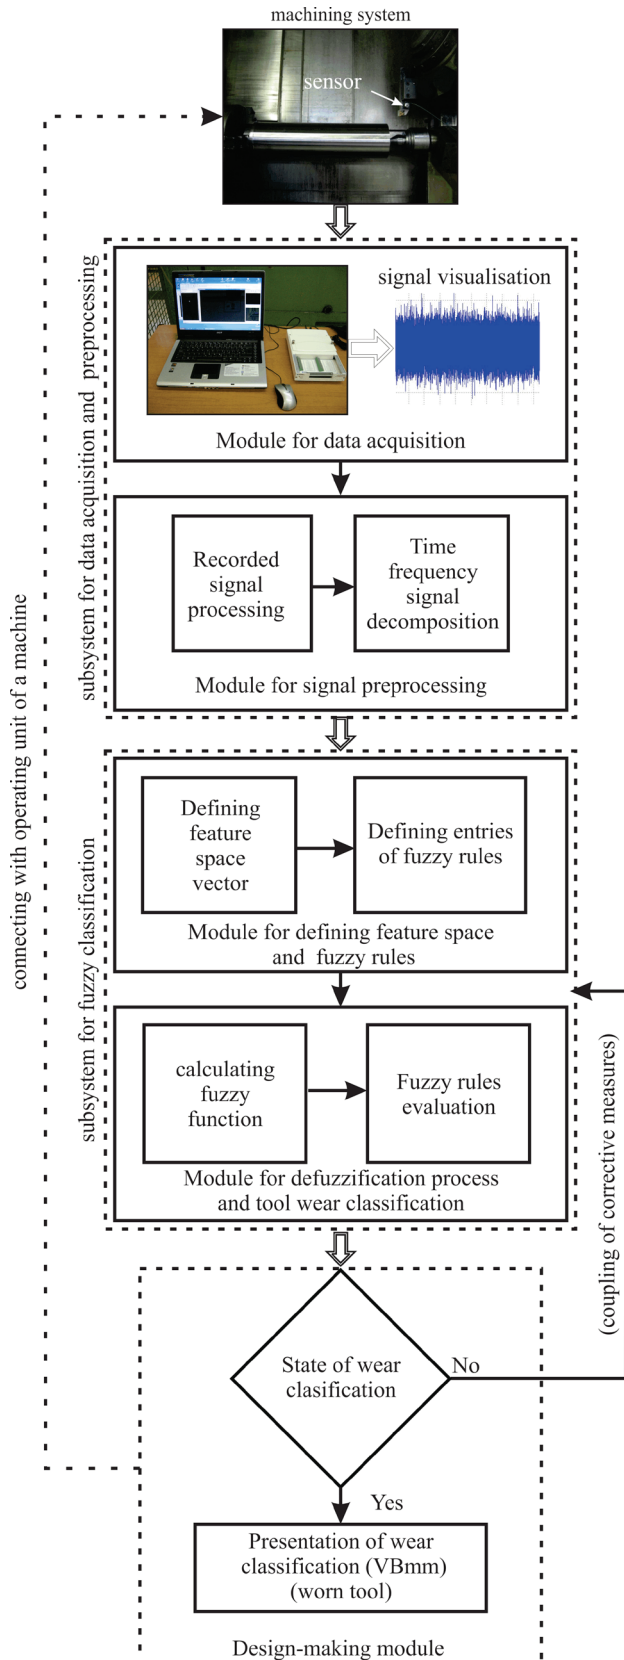 machining system
sensor
signal visualisation
Module for data acquisition
Recorded
signal
processing
Time
frequency
signal
decomposition
Module for signal preprocessing
subsystem for data acquisition and preprocessing
Defining
feature
space
vector
Defining entries
of fuzzy rules
Module for defining feature space
and fuzzy rules
calculating
fuzzy
function
Fuzzy rules
evaluation
Module for defuzzification process
and tool wear classification
subsystem for fuzzy classification
connecting with operating unit of a machine
(coupling of corrective measures)
State of wear
clasification
No
Yes
Presentation of wear
classification (VBmm)
(worn tool)
Design-making module